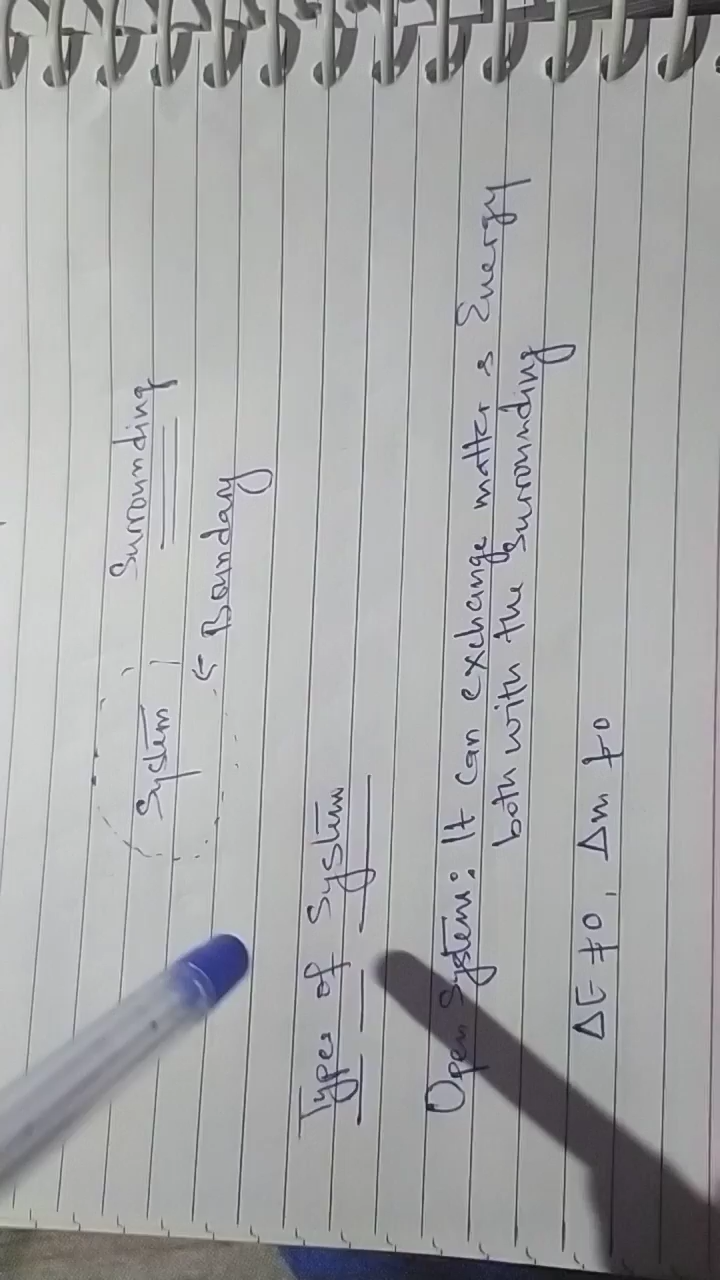 Surrounding
System
← Boundary
Types of System
Open System: It can exchange matter & Energy
both with the surrounding
ΔE ≠ 0, Δm ≠ 0